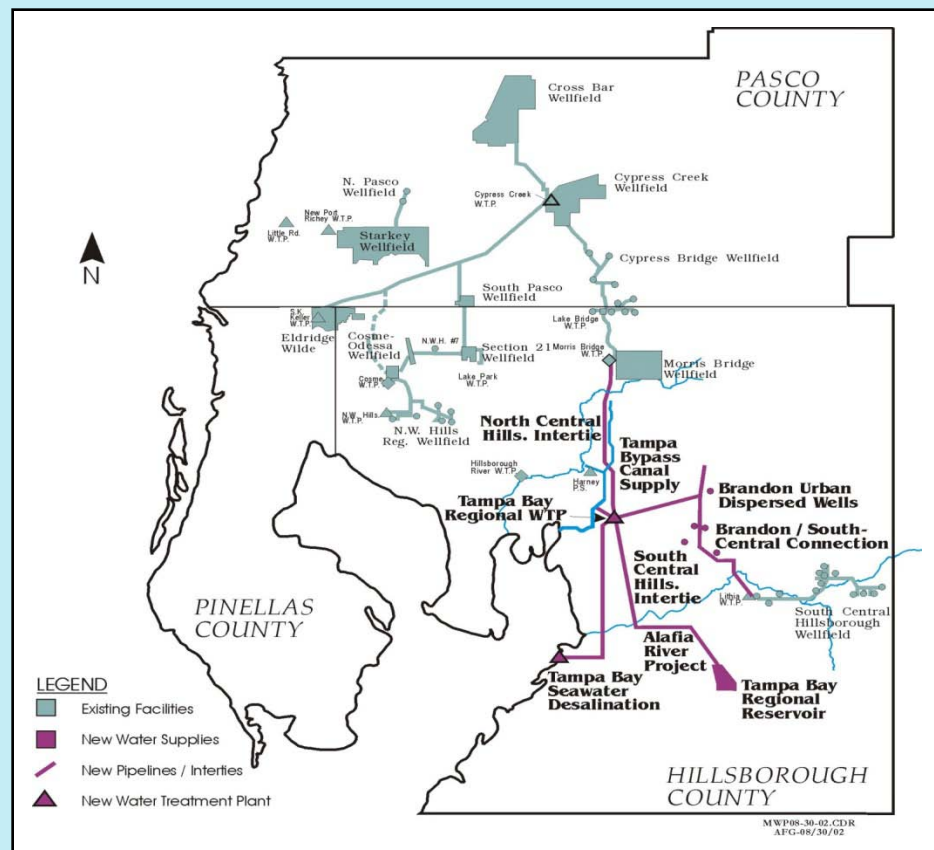 PASCO
COUNTY
Cross Bar
Wellfield
N. Pasco
Wellfield
Cypress Creek
W.T.P.
Cypress Creek
Wellfield
New Port
Richey W.T.P.
Little Rd.
W.T.P.
Starkey
Wellfield
N
Cypress Bridge Wellfield
South Pasco
Wellfield
Lake Bridge
W.T.P.
S.K.
Keller
W.T.P.
Eldridge
Wilde
Cosme-
Odessa
Wellfield
N.W.H. #7
Section 21
Wellfield
Morris Bridge
W.T.P.
Morris Bridge
Wellfield
Cosme
W.T.P.
Lake Park
W.T.P.
N.W. Hills
W.T.P.
N.W. Hills
Reg. Wellfield
North Central
Hills. Intertie
Tampa
Bypass
Canal
Supply
Hillsborough
River W.T.P.
Harney
P.S.
Tampa Bay
Regional WTP
Brandon Urban
Dispersed Wells
Brandon / South-
Central Connection
South
Central
Hills.
Intertie
Lithia
W.T.P.
South Central
Hillsborough
Wellfield
PINELLAS
COUNTY
Alafia
River
Project
Tampa Bay
Seawater
Desalination
Tampa Bay
Regional
Reservoir
LEGEND
Existing Facilities
New Water Supplies
New Pipelines / Interties
New Water Treatment Plant
HILLSBOROUGH
COUNTY
MWP08-30-02.CDR
AFG-08/30/02